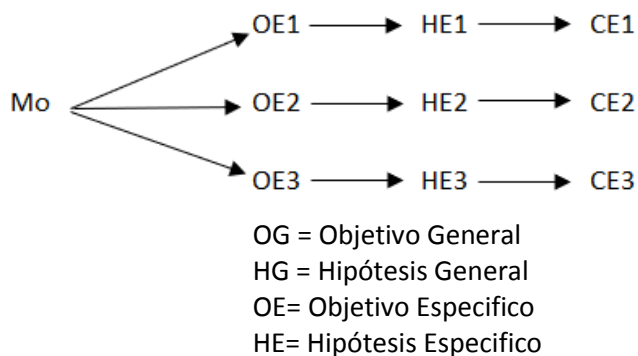 OE1 HE1 CE1
Mo OE2 HE2 CE2
OE3 HE3 CE3
OG = Objetivo General
HG = Hipótesis General
OE= Objetivo Especifico
HE= Hipótesis Especifico